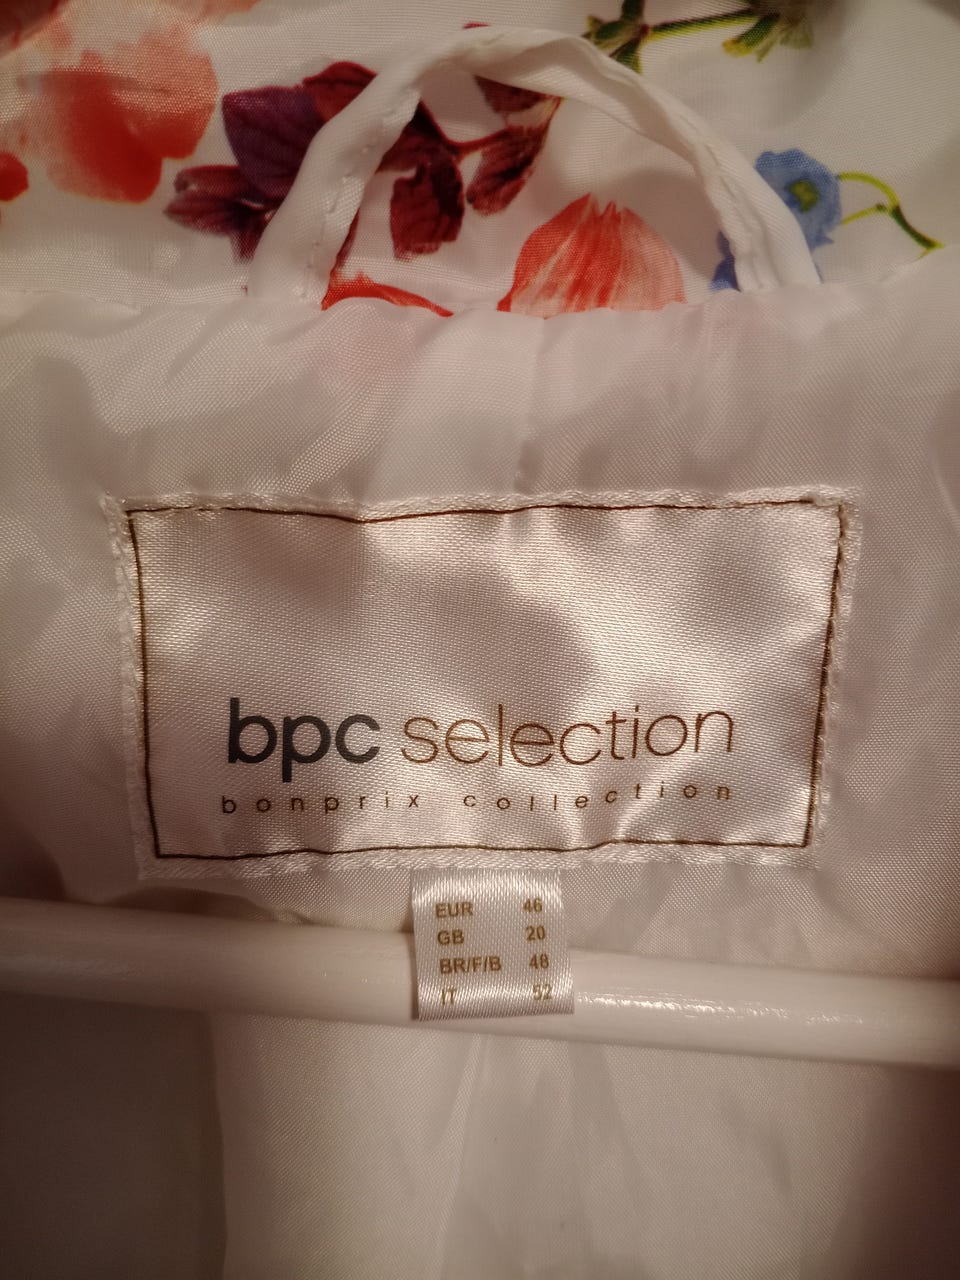 bpc selection
bonprix collection
EUR 46
GB 20
BR/F/B 48
IT 52